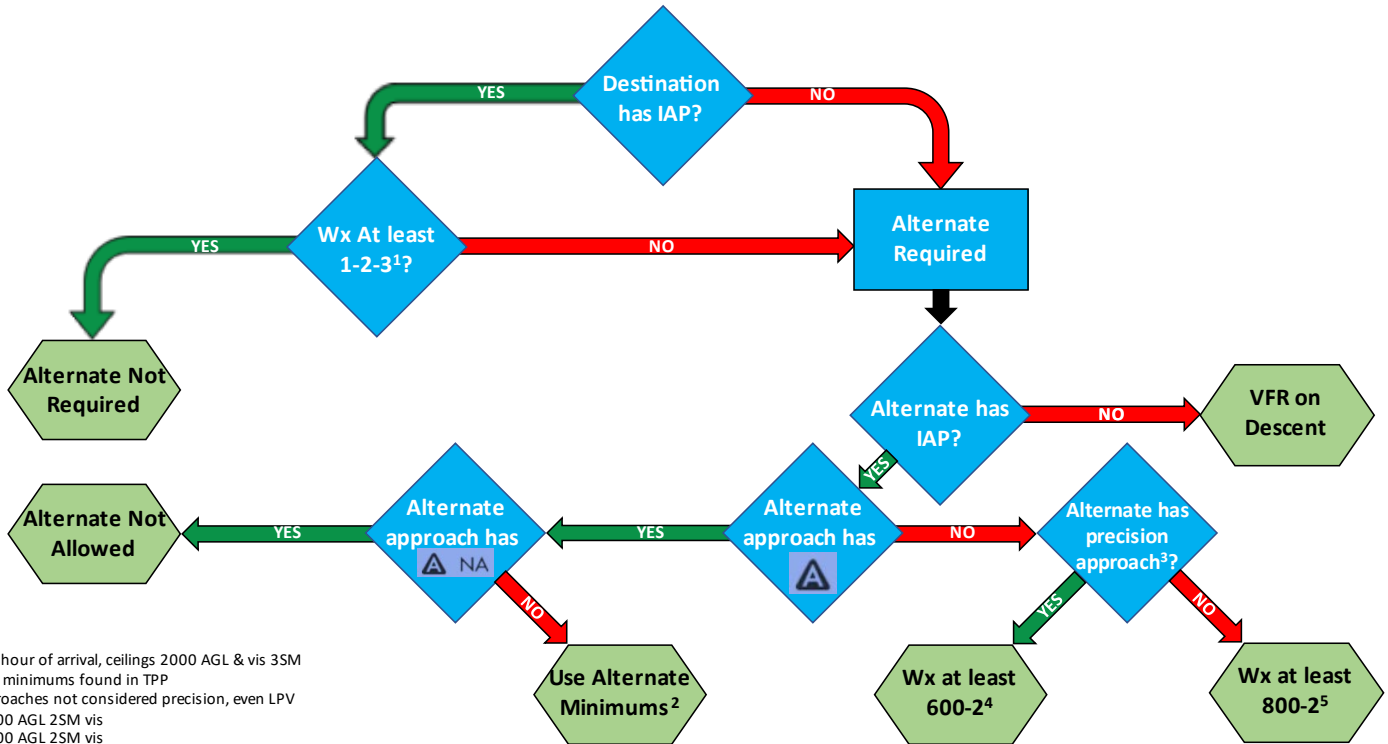 Destination
has IAP?
YES
NO
Wx At least
1-2-3¹?
YES
NO
Alternate
Required
Alternate Not
Required
Alternate has
IAP?
NO
VFR on
Descent
YES
Alternate Not
Allowed
YES
Alternate
approach has
A NA
YES
Alternate
approach has
A
NO
Alternate has
precision
approach³?
NO
YES
NO
Use Alternate
Minimums²
Wx at least
600-2⁴
Wx at least
800-2⁵
hour of arrival, ceilings 2000 AGL & vis 3SM
minimums found in TPP
roaches not considered precision, even LPV
00 AGL 2SM vis
00 AGL 2SM vis